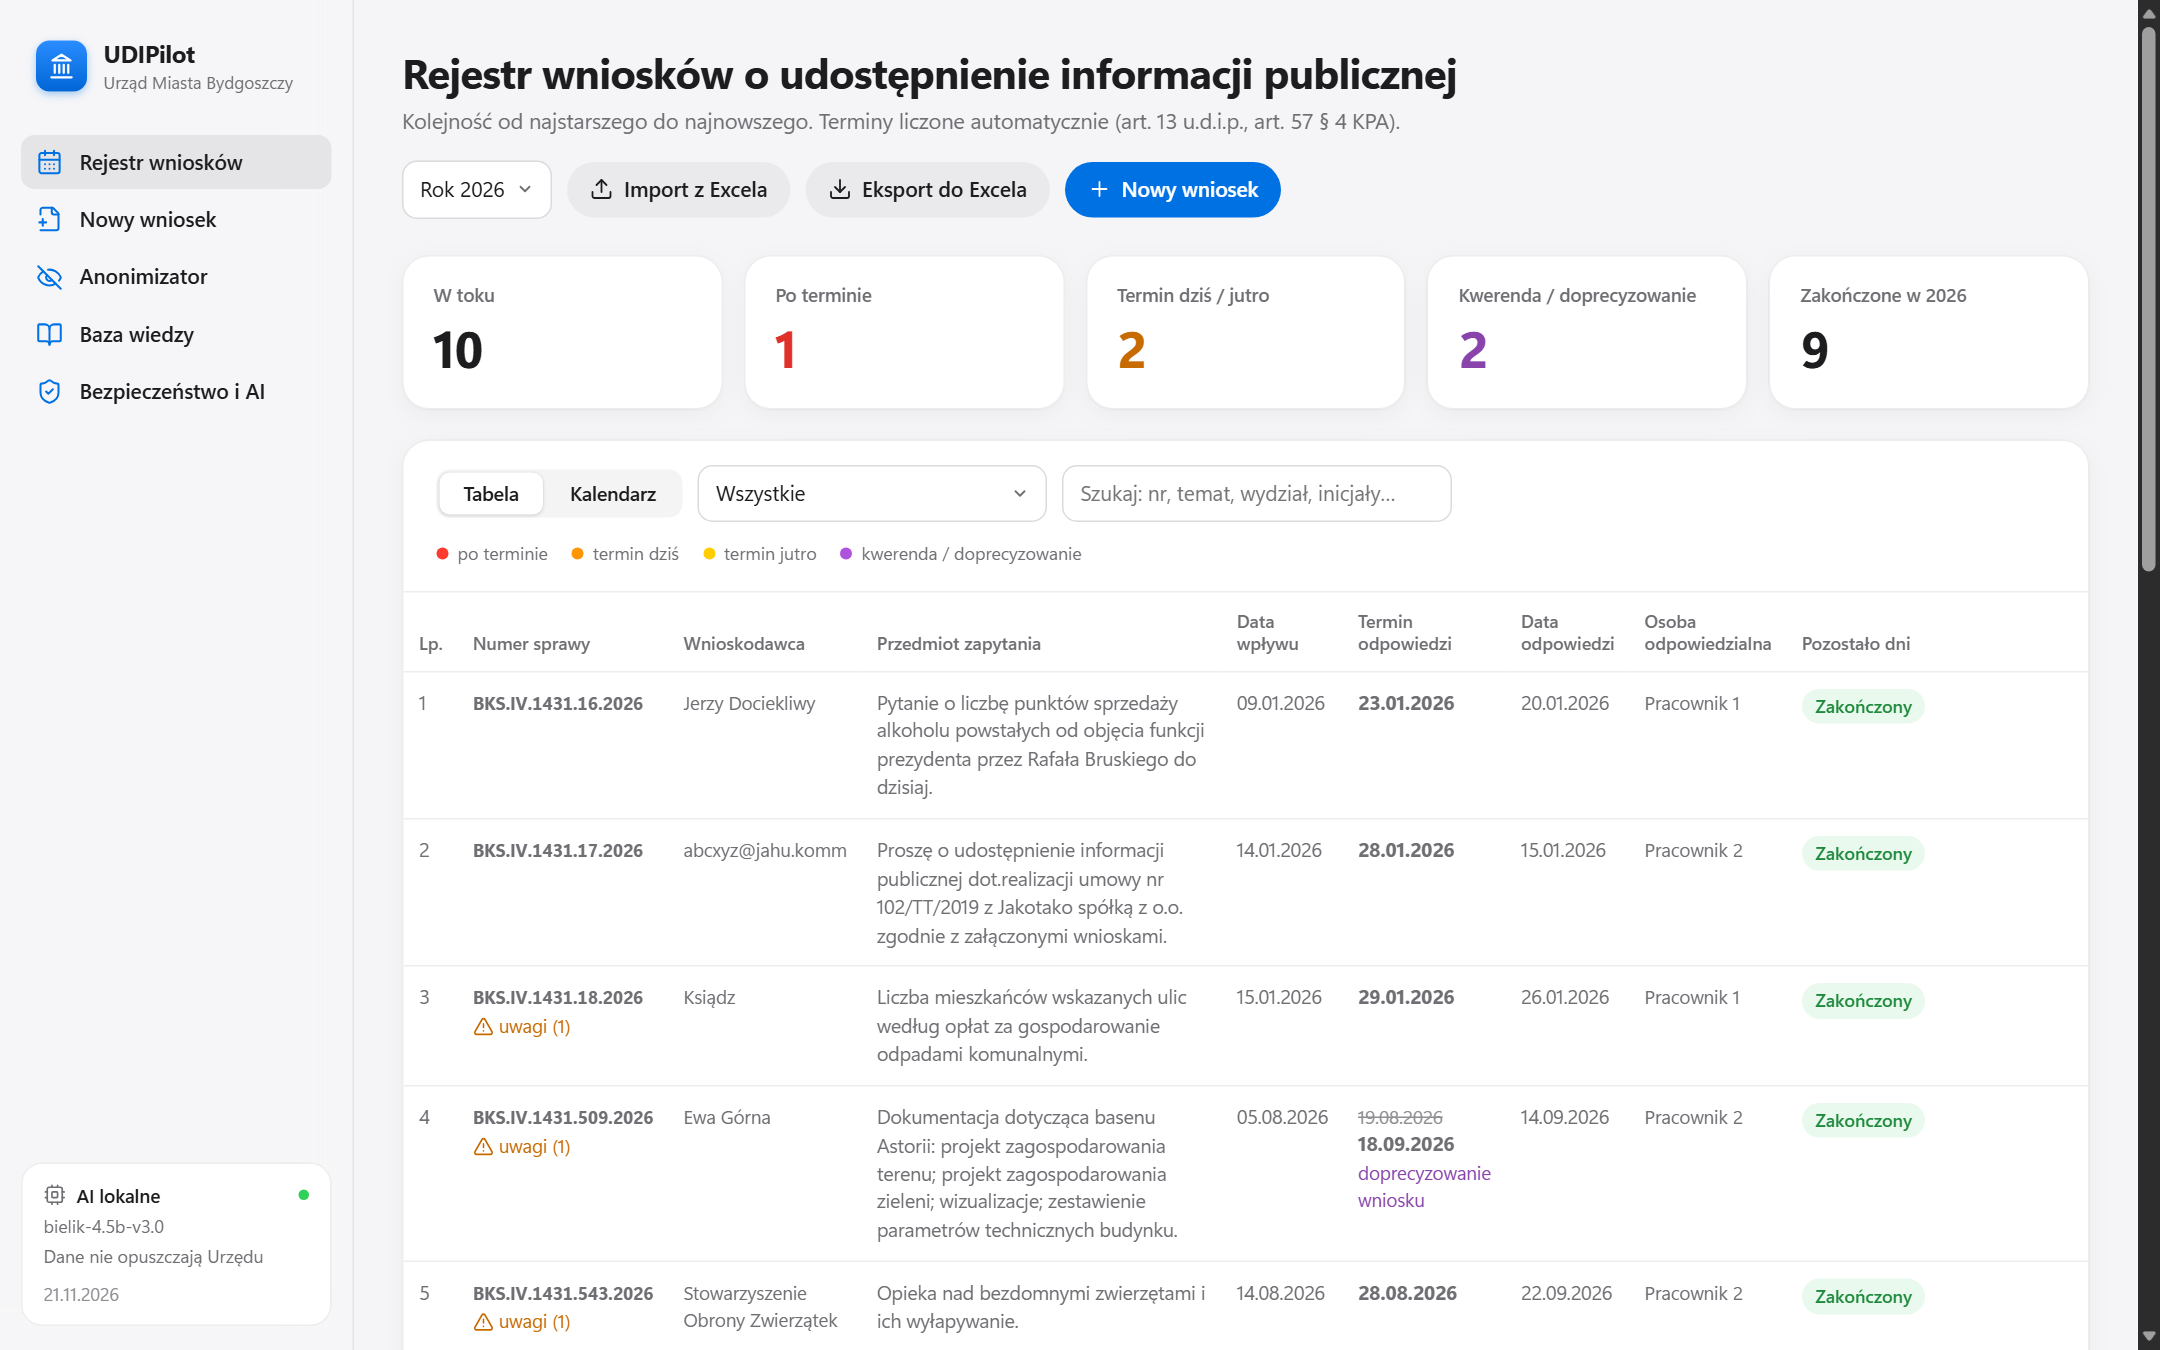 UDIPilot
Urząd Miasta Bydgoszczy
Rejestr wniosków
Nowy wniosek
Anonimizator
Baza wiedzy
Bezpieczeństwo i AI
AI lokalne
bielik-4.5b-v3.0
Dane nie opuszczają Urzędu
21.11.2026
Rejestr wniosków o udostępnienie informacji publicznej
Kolejność od najstarszego do najnowszego. Terminy liczone automatycznie (art. 13 u.d.i.p., art. 57 § 4 KPA).
Rok 2026
Import z Excela
Eksport do Excela
Nowy wniosek
W toku
10
Po terminie
1
Termin dziś / jutro
2
Kwerenda / doprecyzowanie
2
Zakończone w 2026
9
Tabela
Kalendarz
Wszystkie
Szukaj: nr, temat, wydział, inicjały...
po terminie
termin dziś
termin jutro
kwerenda / doprecyzowanie
Lp.
Numer sprawy
Wnioskodawca
Przedmiot zapytania
Data
wpływu
Termin
odpowiedzi
Data
odpowiedzi
Osoba
odpowiedzialna
Pozostało dni
1
BKS.IV.1431.16.2026
Jerzy Dociekliwy
Pytanie o liczbę punktów sprzedaży
alkoholu powstałych od objęcia funkcji
prezydenta przez Rafała Bruskiego do
dzisiaj.
09.01.2026
23.01.2026
20.01.2026
Pracownik 1
Zakończony
2
BKS.IV.1431.17.2026
abcxyz@jahu.komm
Proszę o udostępnienie informacji
publicznej dot.realizacji umowy nr
102/TT/2019 z Jakotako spółką z o.o.
zgodnie z załączonymi wnioskami.
14.01.2026
28.01.2026
15.01.2026
Pracownik 2
Zakończony
3
BKS.IV.1431.18.2026
uwagi (1)
Ksiądz
Liczba mieszkańców wskazanych ulic
według opłat za gospodarowanie
odpadami komunalnymi.
15.01.2026
29.01.2026
26.01.2026
Pracownik 1
Zakończony
4
BKS.IV.1431.509.2026
uwagi (1)
Ewa Górna
Dokumentacja dotycząca basenu
Astorii: projekt zagospodarowania
terenu; projekt zagospodarowania
zieleni; wizualizacje; zestawienie
parametrów technicznych budynku.
05.08.2026
19.08.2026
18.09.2026
doprecyzowanie
wniosku
14.09.2026
Pracownik 2
Zakończony
5
BKS.IV.1431.543.2026
uwagi (1)
Stowarzyszenie
Obrony Zwierzątek
Opieka nad bezdomnymi zwierzętami i
ich wyłapywanie.
14.08.2026
28.08.2026
22.09.2026
Pracownik 2
Zakończony